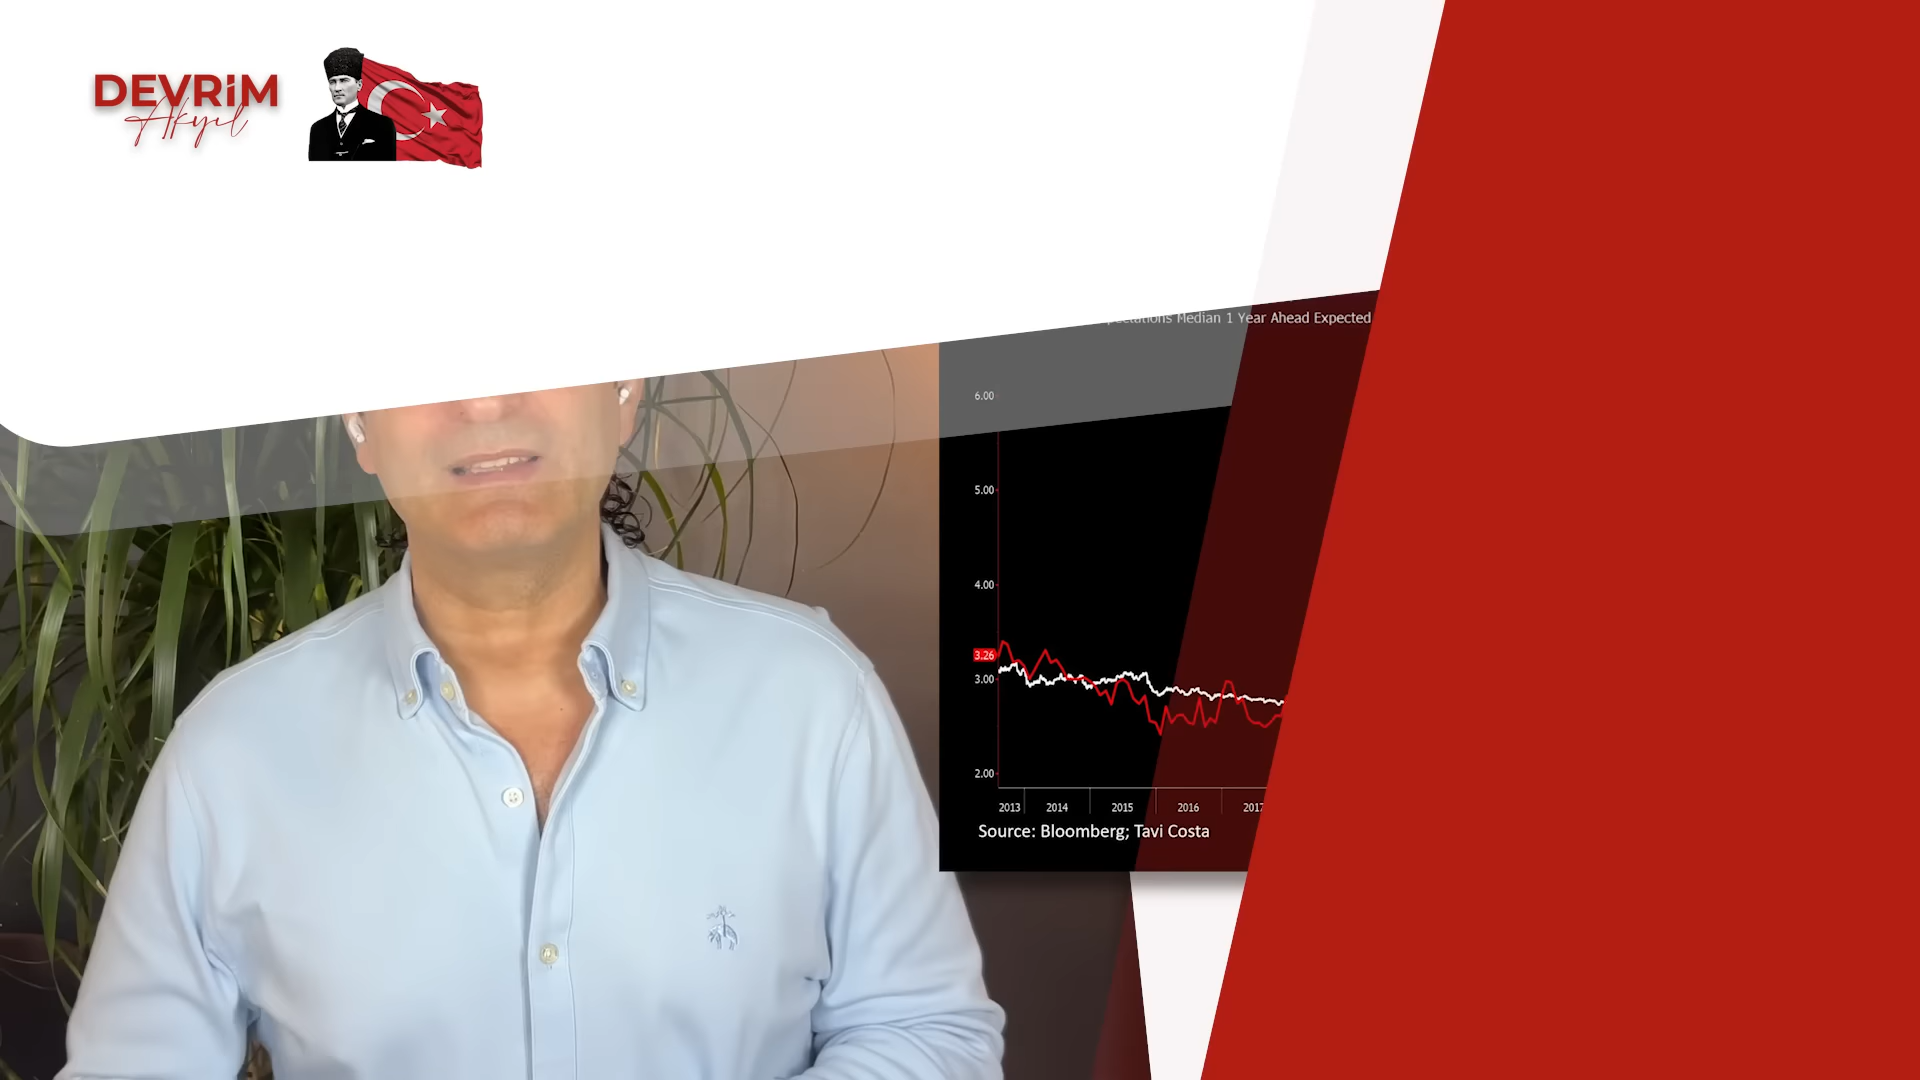 DEVRiM
Akyıl
Median 1 Year Ahead Expected
6.00
5.00
4.00
3.26
3.00
2.00
2013 2014 2015 2016 2017
Source: Bloomberg; Tavi Costa